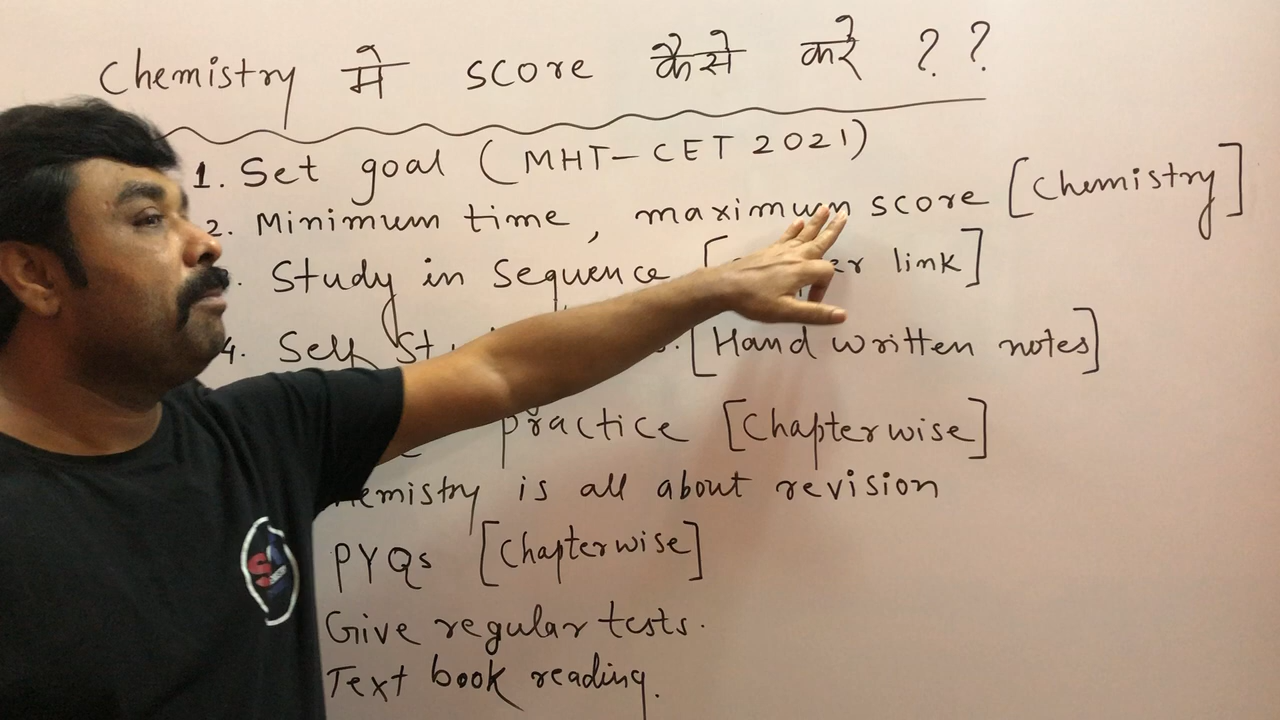 Chemistry मे score कैसे करे ? ?
1. Set goal (MHT-CET 2021)
2. Minimum time, maximum score [Chemistry]
Study in Sequence [ link]
4. Self [Hand written notes]
practice [Chapterwise]
is all about revision
PYQs [Chapterwise]
Give regular tests.
Text book reading.